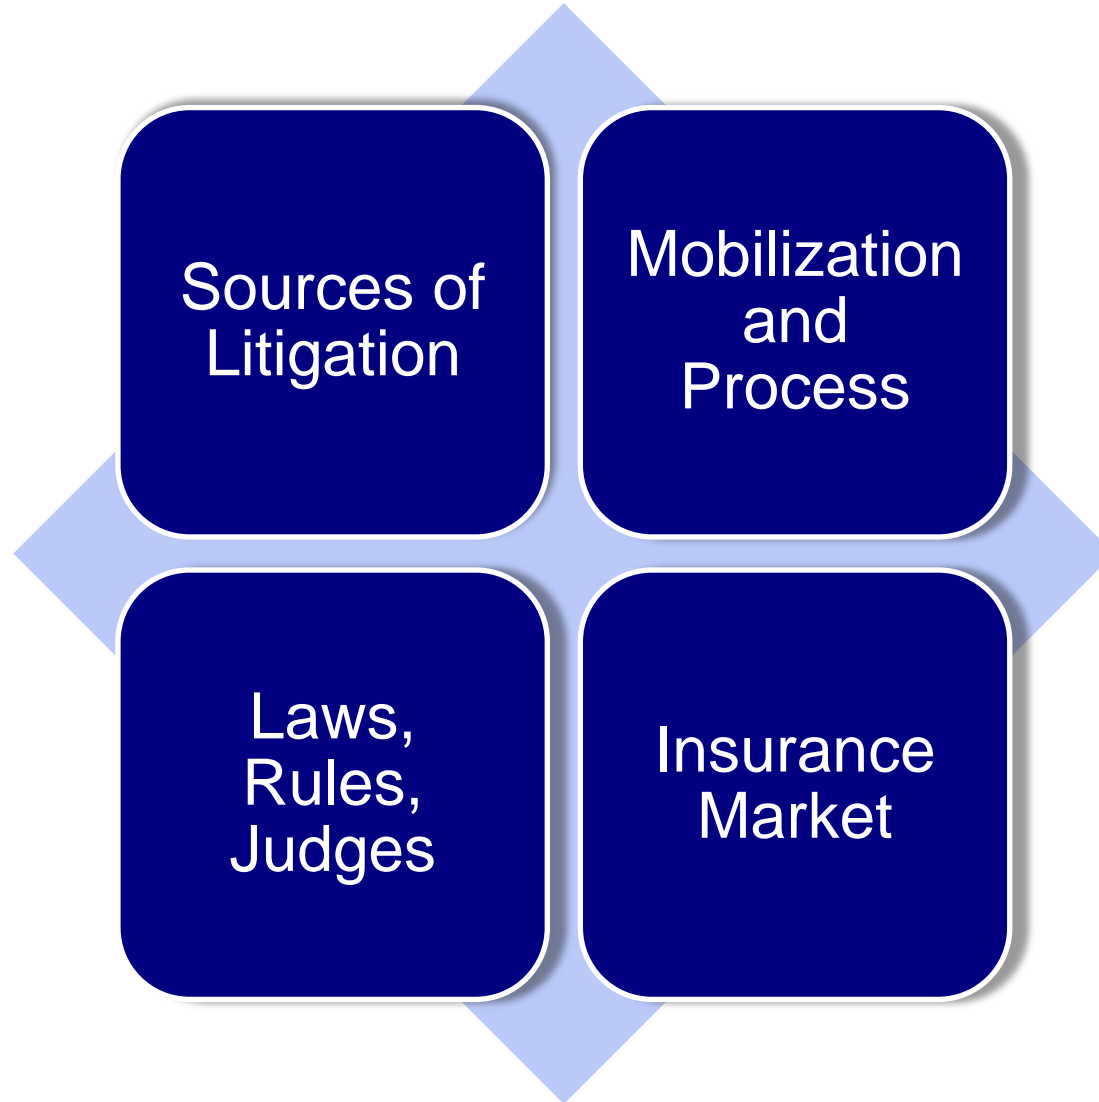 Sources of
Litigation
Mobilization
and
Process
Laws,
Rules,
Judges
Insurance
Market